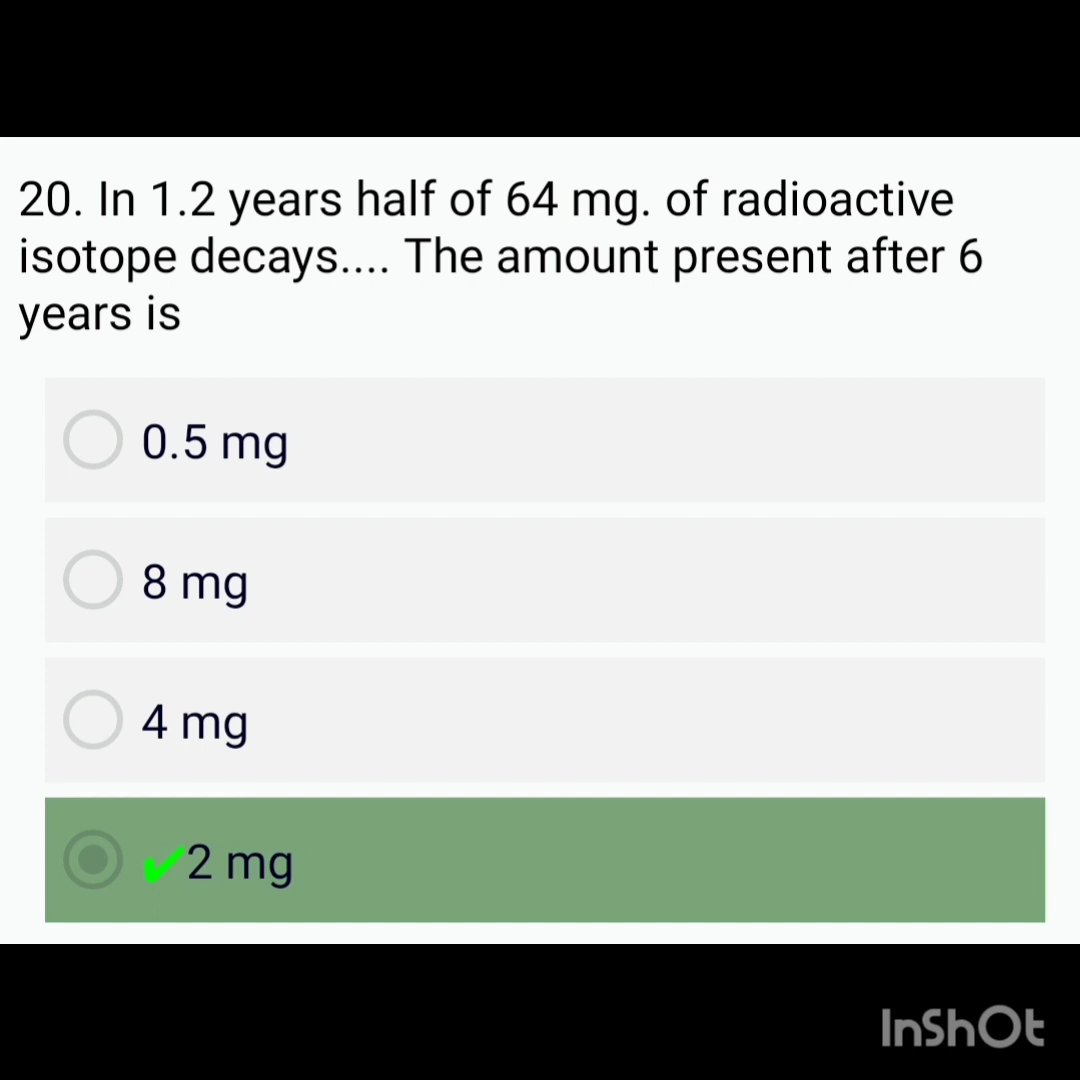 20. In 1.2 years half of 64 mg. of radioactive
isotope decays.... The amount present after 6
years is
0.5 mg
8 mg
4 mg
✔2 mg
InShOt